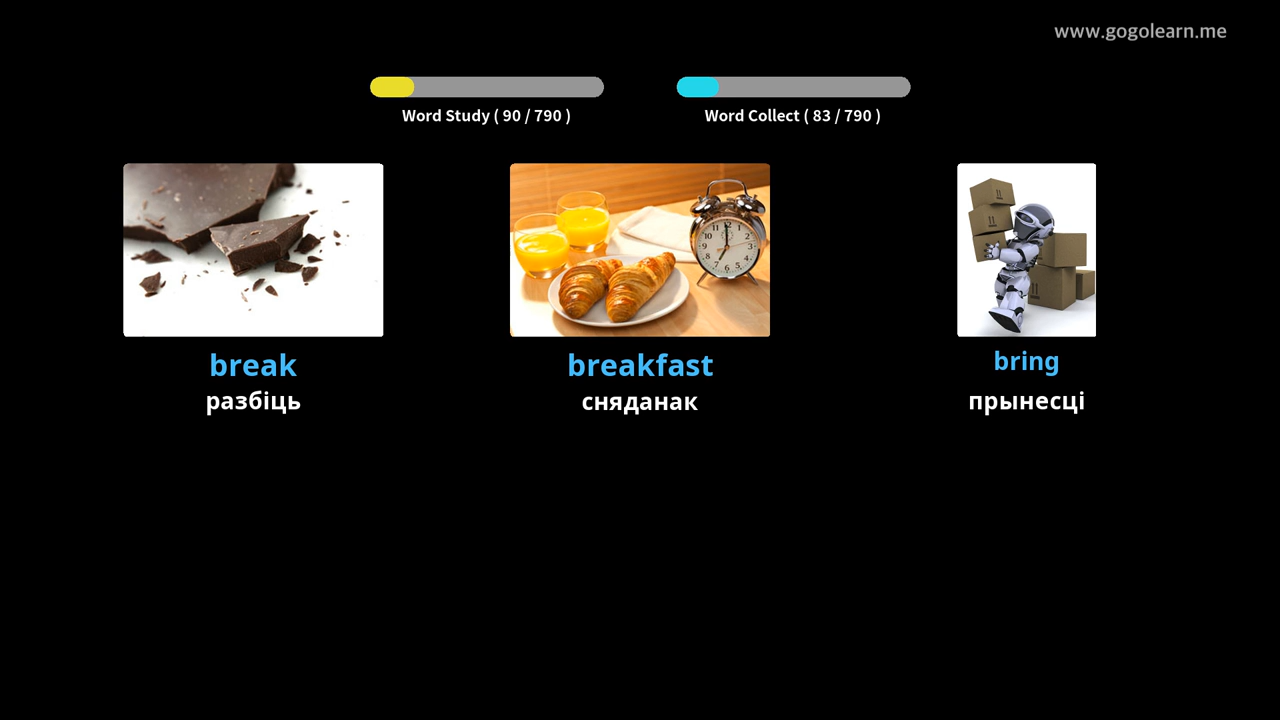 www.gogolearn.me
Word Study ( 90 / 790 )
Word Collect ( 83 / 790 )
break
разбіць
breakfast
сняданак
bring
прынесці